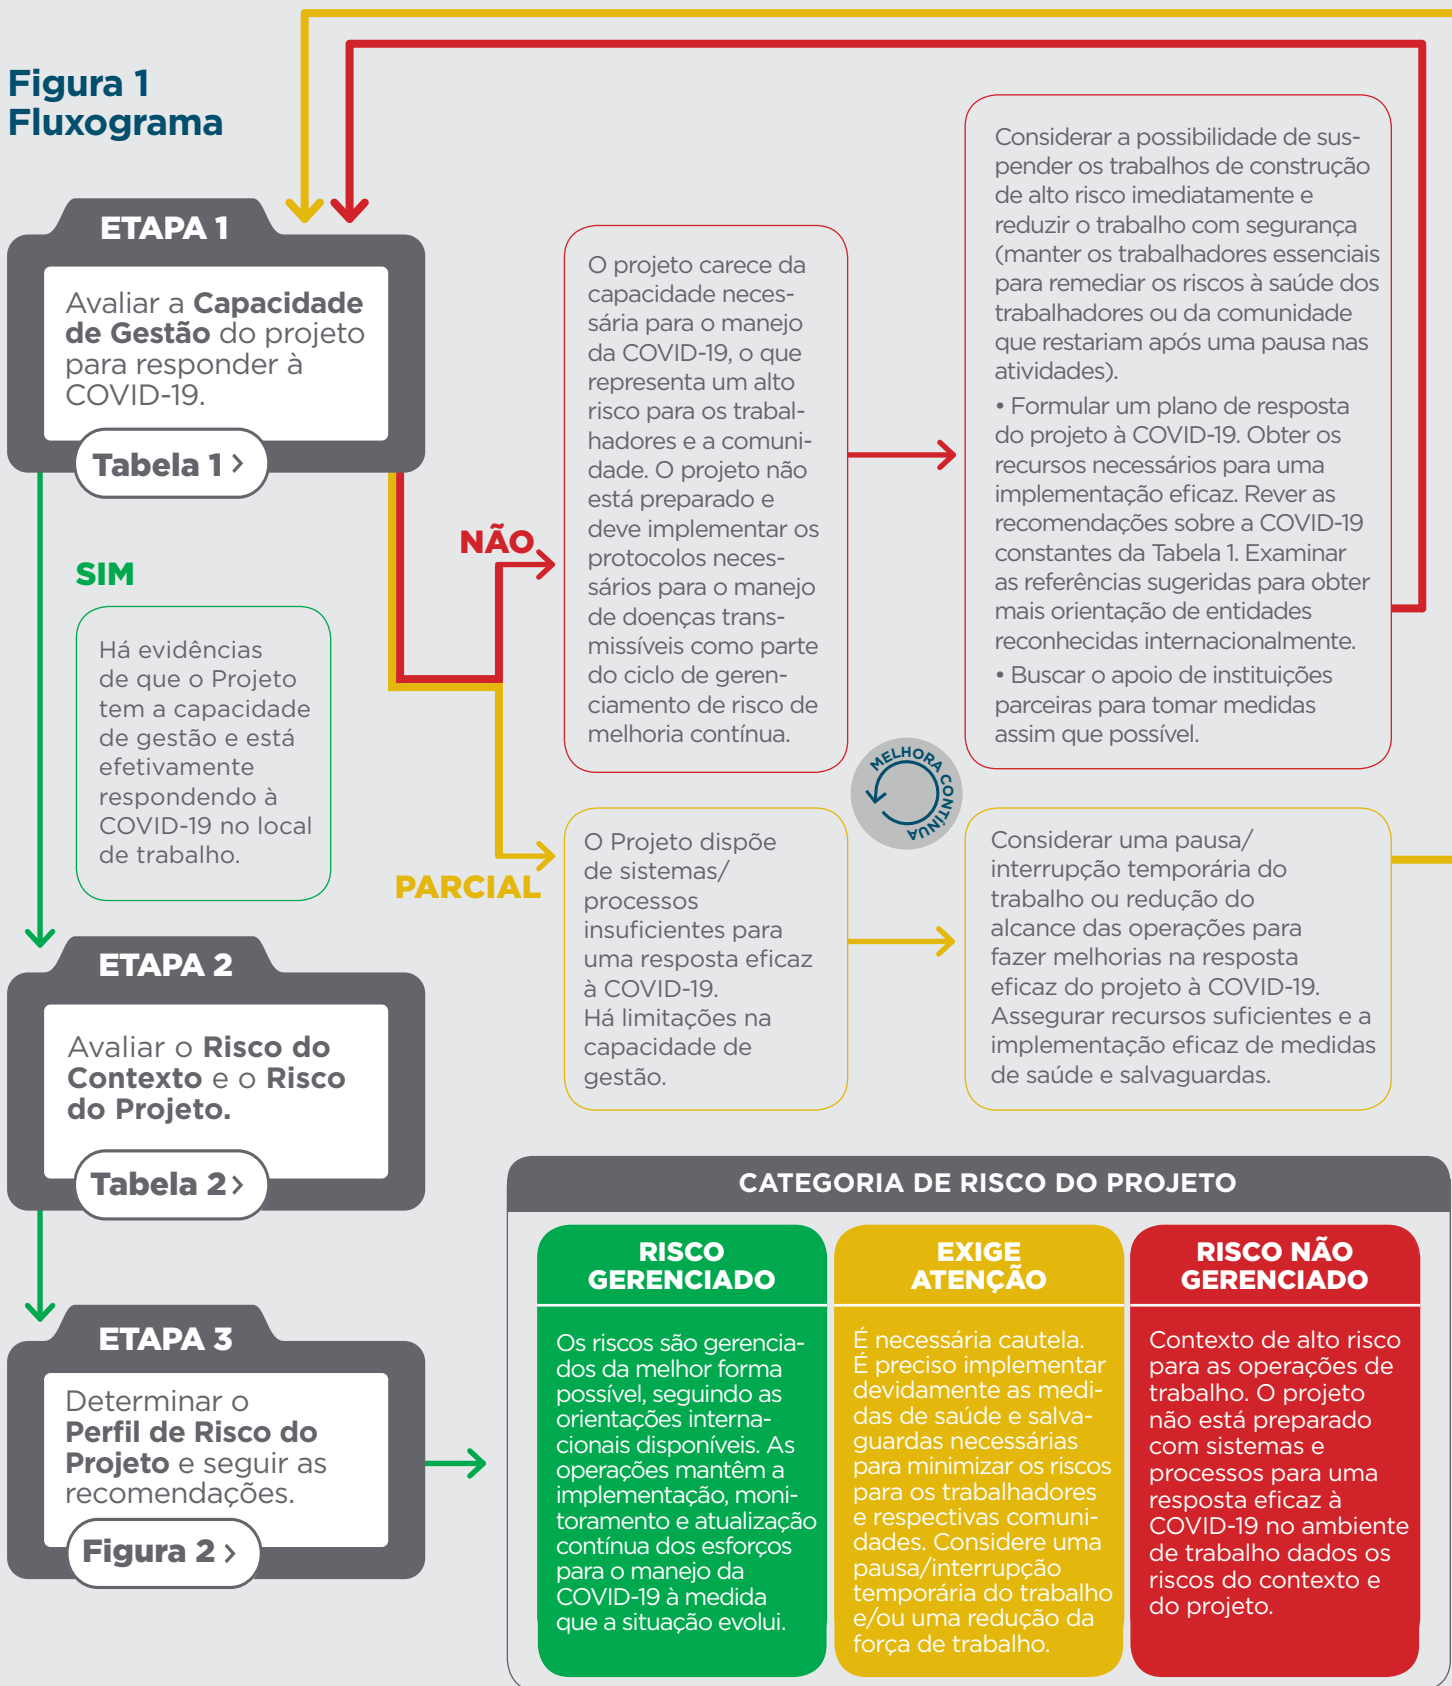 Figura 1
Fluxograma
ETAPA 1
Avaliar a Capacidade
de Gestão do projeto
para responder à
COVID-19.
Tabela 1 >
SIM
Há evidências
de que o Projeto
tem a capacidade
de gestão e está
efetivamente
respondendo à
COVID-19 no local
de trabalho.
NÃO
O projeto carece da
capacidade neces-
sária para o manejo
da COVID-19, o que
representa um alto
risco para os trabal-
hadores e a comuni-
dade. O projeto não
está preparado e
deve implementar os
protocolos neces-
sários para o manejo
de doenças trans-
missíveis como parte
do ciclo de geren-
ciamento de risco de
melhoria contínua.
Considerar a possibilidade de sus-
pender os trabalhos de construção
de alto risco imediatamente e
reduzir o trabalho com segurança
(manter os trabalhadores essenciais
para remediar os riscos à saúde dos
trabalhadores ou da comunidade
que restariam após uma pausa nas
atividades).
• Formular um plano de resposta
do projeto à COVID-19. Obter os
recursos necessários para uma
implementação eficaz. Rever as
recomendações sobre a COVID-19
constantes da Tabela 1. Examinar
as referências sugeridas para obter
mais orientação de entidades
reconhecidas internacionalmente.
• Buscar o apoio de instituições
parceiras para tomar medidas
assim que possível.
MELHORA CONTÍNUA
PARCIAL
O Projeto dispõe
de sistemas/
processos
insuficientes para
uma resposta eficaz
à COVID-19.
Há limitações na
capacidade de
gestão.
Considerar uma pausa/
interrupção temporária do
trabalho ou redução do
alcance das operações para
fazer melhorias na resposta
eficaz do projeto à COVID-19.
Assegurar recursos suficientes e a
implementação eficaz de medidas
de saúde e salvaguardas.
ETAPA 2
Avaliar o Risco do
Contexto e o Risco
do Projeto.
Tabela 2 >
ETAPA 3
Determinar o
Perfil de Risco do
Projeto e seguir as
recomendações.
Figura 2 >
CATEGORIA DE RISCO DO PROJETO
RISCO
GERENCIADO
Os riscos são gerencia-
dos da melhor forma
possível, seguindo as
orientações interna-
cionais disponíveis. As
operações mantêm a
implementação, moni-
toramento e atualização
contínua dos esforços
para o manejo da
COVID-19 à medida
que a situação evolui.
EXIGE
ATENÇÃO
É necessária cautela.
É preciso implementar
devidamente as medi-
das de saúde e salva-
guardas necessárias
para minimizar os riscos
para os trabalhadores
e respectivas comuni-
dades. Considere uma
pausa/interrupção
temporária do trabalho
e/ou uma redução da
força de trabalho.
RISCO NÃO
GERENCIADO
Contexto de alto risco
para as operações de
trabalho. O projeto
não está preparado
com sistemas e
processos para uma
resposta eficaz à
COVID-19 no ambiente
de trabalho dados os
riscos do contexto e
do projeto.